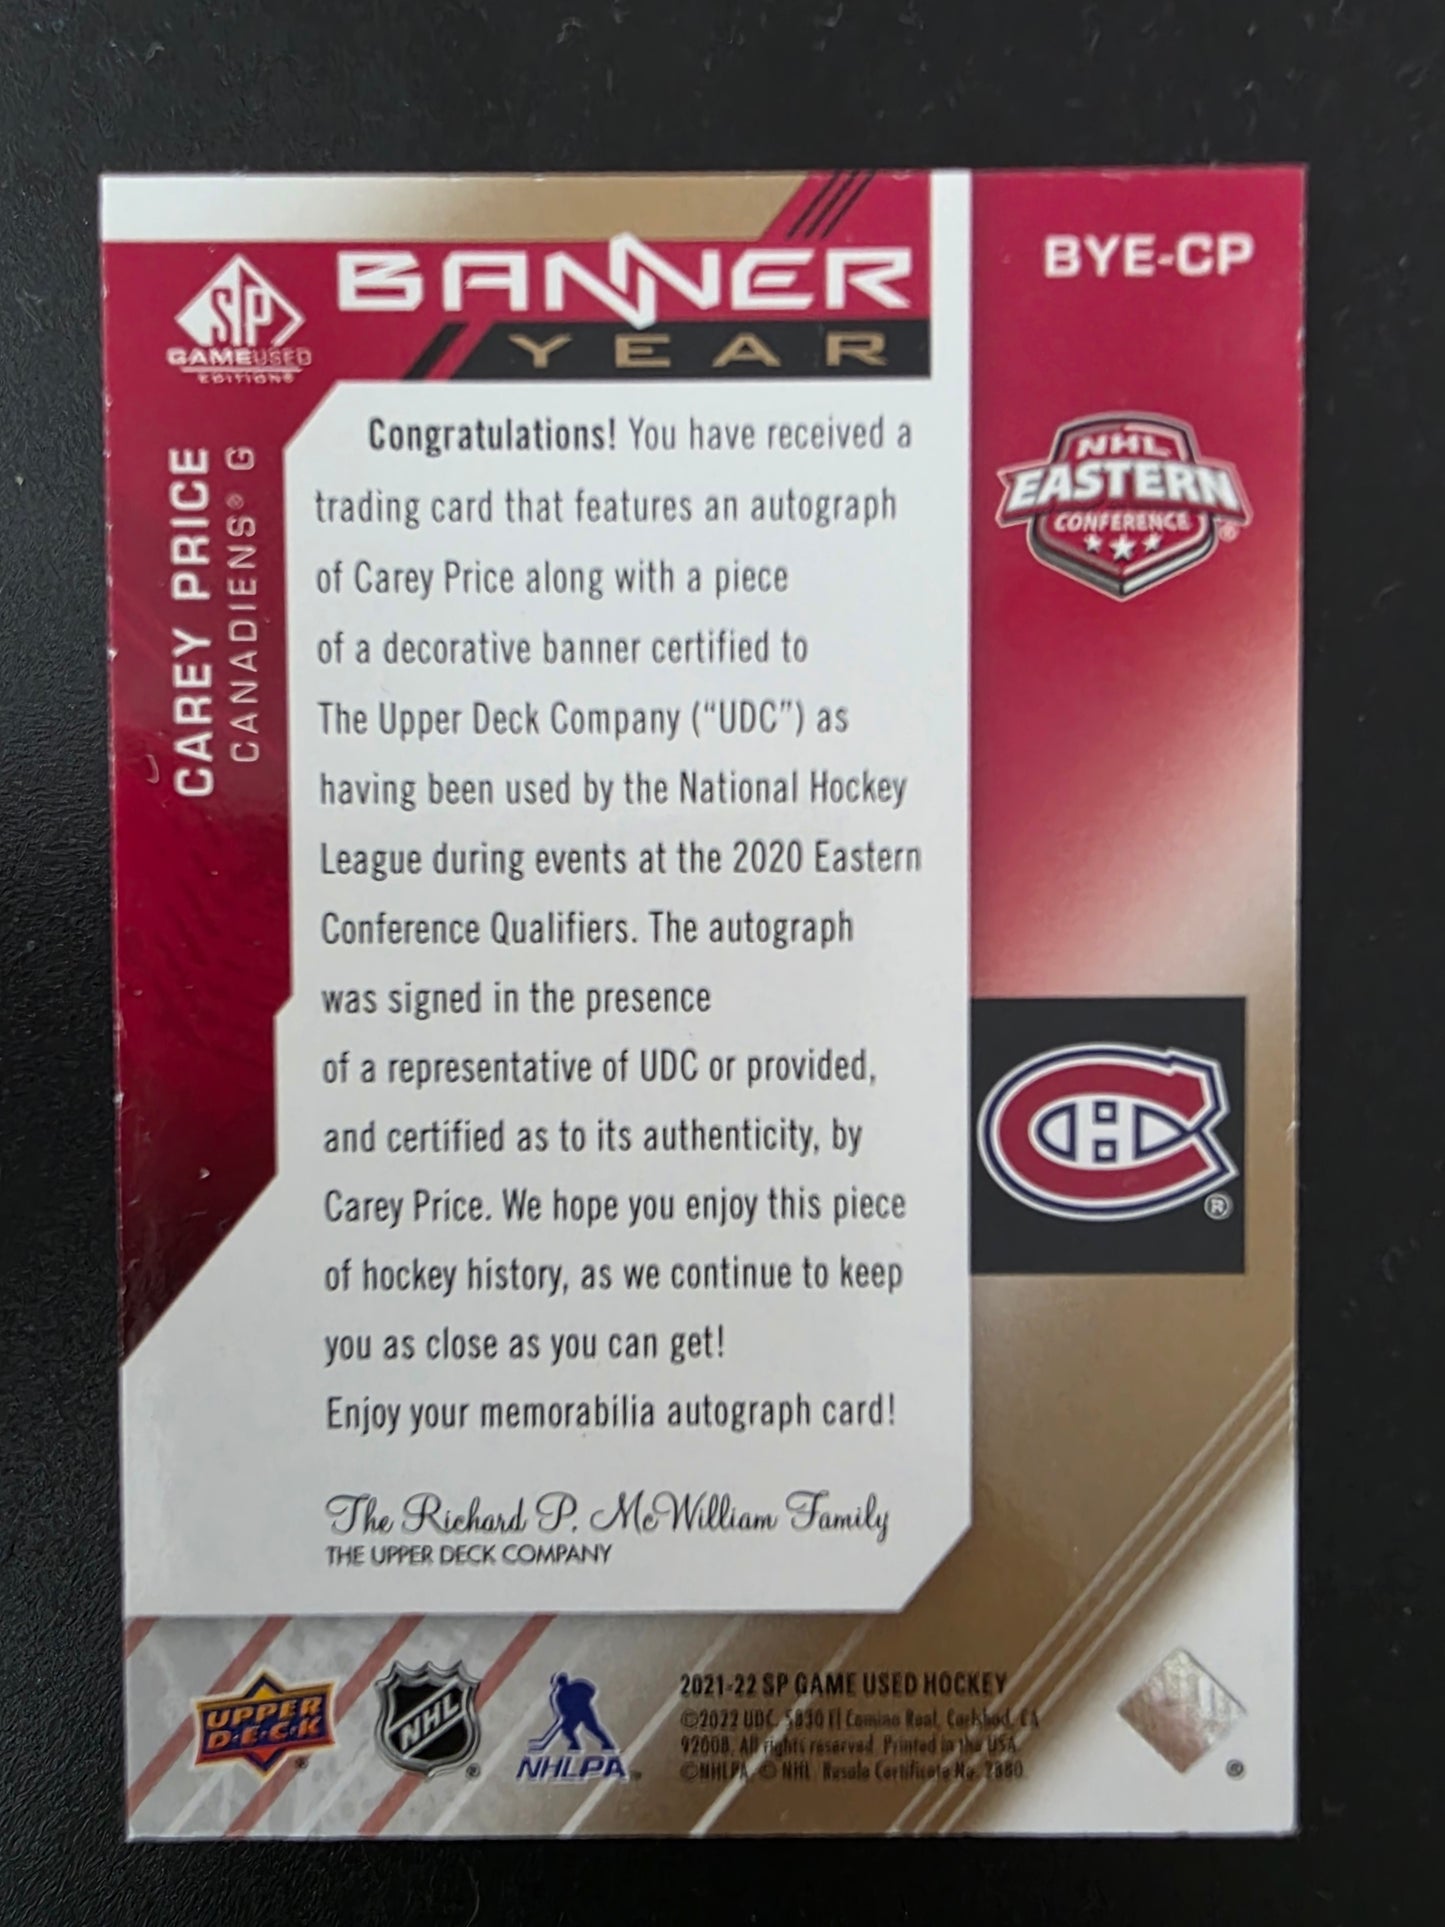 BYE-CP
BANNER
YEAR
SP
GAMEUSED
EDITION®
CAREY PRICE
CANADIENS® G
NHL
EASTERN
CONFERENCE
®
Congratulations! You have received a
trading card that features an autograph
of Carey Price along with a piece
of a decorative banner certified to
The Upper Deck Company (“UDC”) as
having been used by the National Hockey
League during events at the 2020 Eastern
Conference Qualifiers. The autograph
was signed in the presence
of a representative of UDC or provided,
and certified as to its authenticity, by
Carey Price. We hope you enjoy this piece
of hockey history, as we continue to keep
you as close as you can get!
Enjoy your memorabilia autograph card!
The Richard P. McWilliam Family
THE UPPER DECK COMPANY
CH
®
UPPER
D·E·C·K
®
NHL
®
NHLPA™
2021-22 SP GAME USED HOCKEY
©2022 UDC. 5830 El Camino Real, Carlsbad, CA
92008. All rights reserved. Printed in the USA.
©NHLPA. © NHL. Resale Certificate No. 2880
®